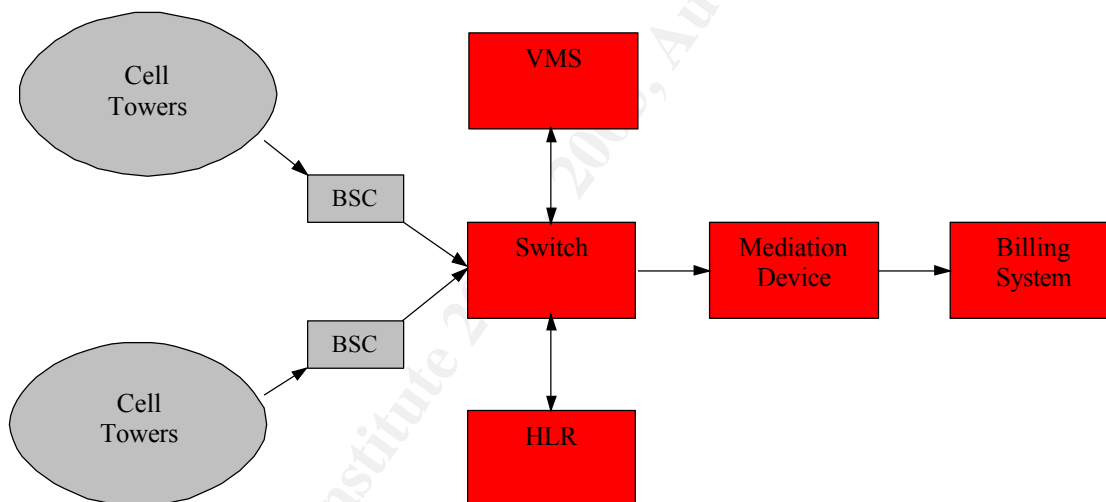 Cell
Towers
VMS
BSC
Switch
Mediation
Device
Billing
System
BSC
Cell
Towers
HLR